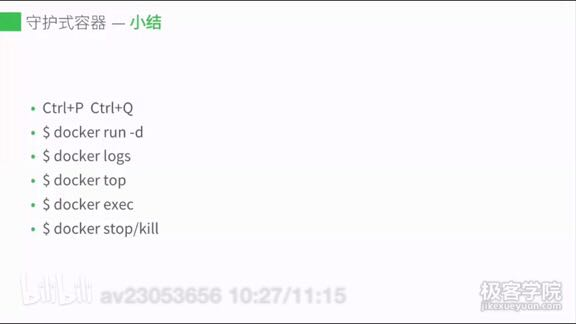 守护式容器 — 小结
• Ctrl+P Ctrl+Q
• $ docker run -d
• $ docker logs
• $ docker top
• $ docker exec
• $ docker stop/kill
bilibili av23053656 10:27/11:15
极客学院
jikexueyuan.com